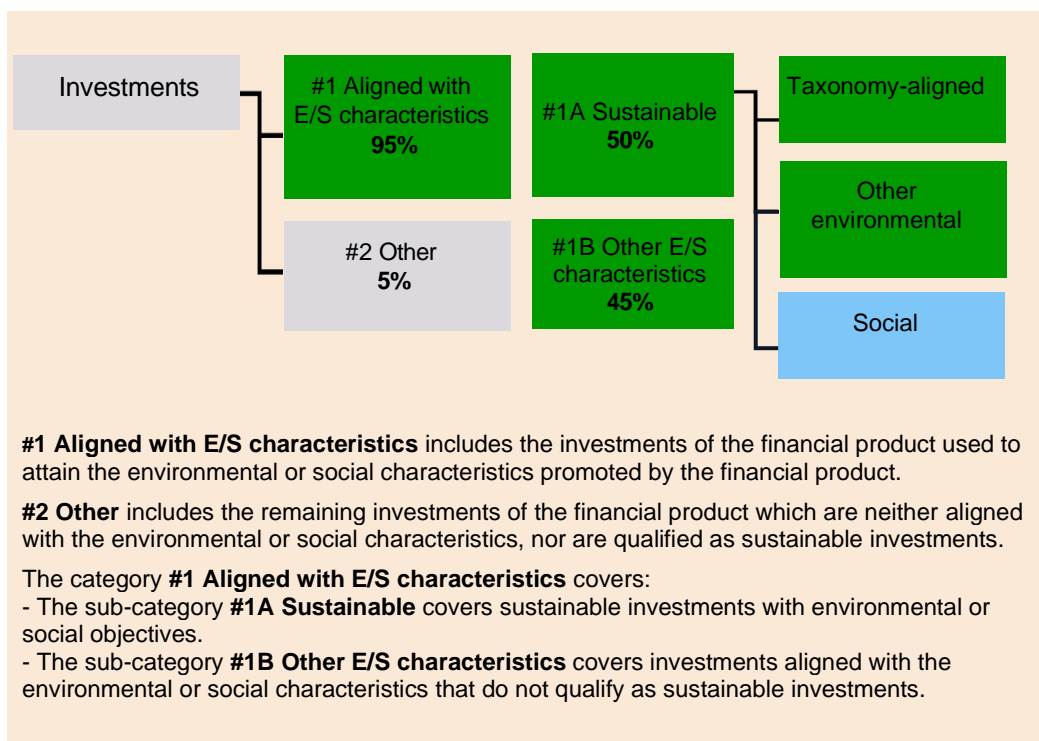 Investments
#1 Aligned with
E/S characteristics
95%
#2 Other
5%
#1A Sustainable
50%
#1B Other E/S
characteristics
45%
Taxonomy-aligned
Other
environmental
Social
#1 Aligned with E/S characteristics includes the investments of the financial product used to
attain the environmental or social characteristics promoted by the financial product.
#2 Other includes the remaining investments of the financial product which are neither aligned
with the environmental or social characteristics, nor are qualified as sustainable investments.
The category #1 Aligned with E/S characteristics covers:
- The sub-category #1A Sustainable covers sustainable investments with environmental or
social objectives.
- The sub-category #1B Other E/S characteristics covers investments aligned with the
environmental or social characteristics that do not qualify as sustainable investments.